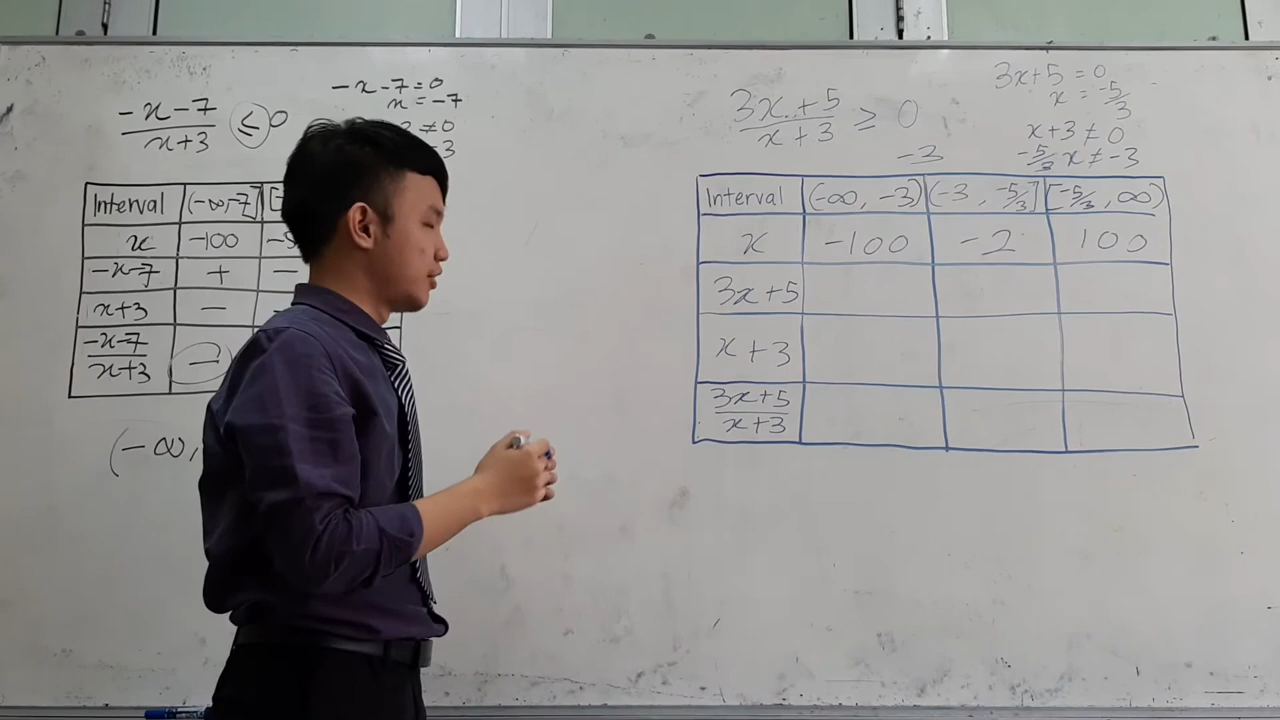 -x-7=0
x=-7
≠0
3
-x-7/x+3 ≤ 0
Interval (-∞,-7] [-
x -100 -5
-x-7 + -
x+3 -
-x-7/x+3 -
(-∞,
3x+5=0
x=-5/3
3x+5/x+3 ≥ 0
x+3≠0
-3 -5/3 x≠-3
Interval (-∞, -3) (-3, -5/3] [-5/3, ∞)
x -100 -2 100
3x+5
x+3
3x+5/x+3